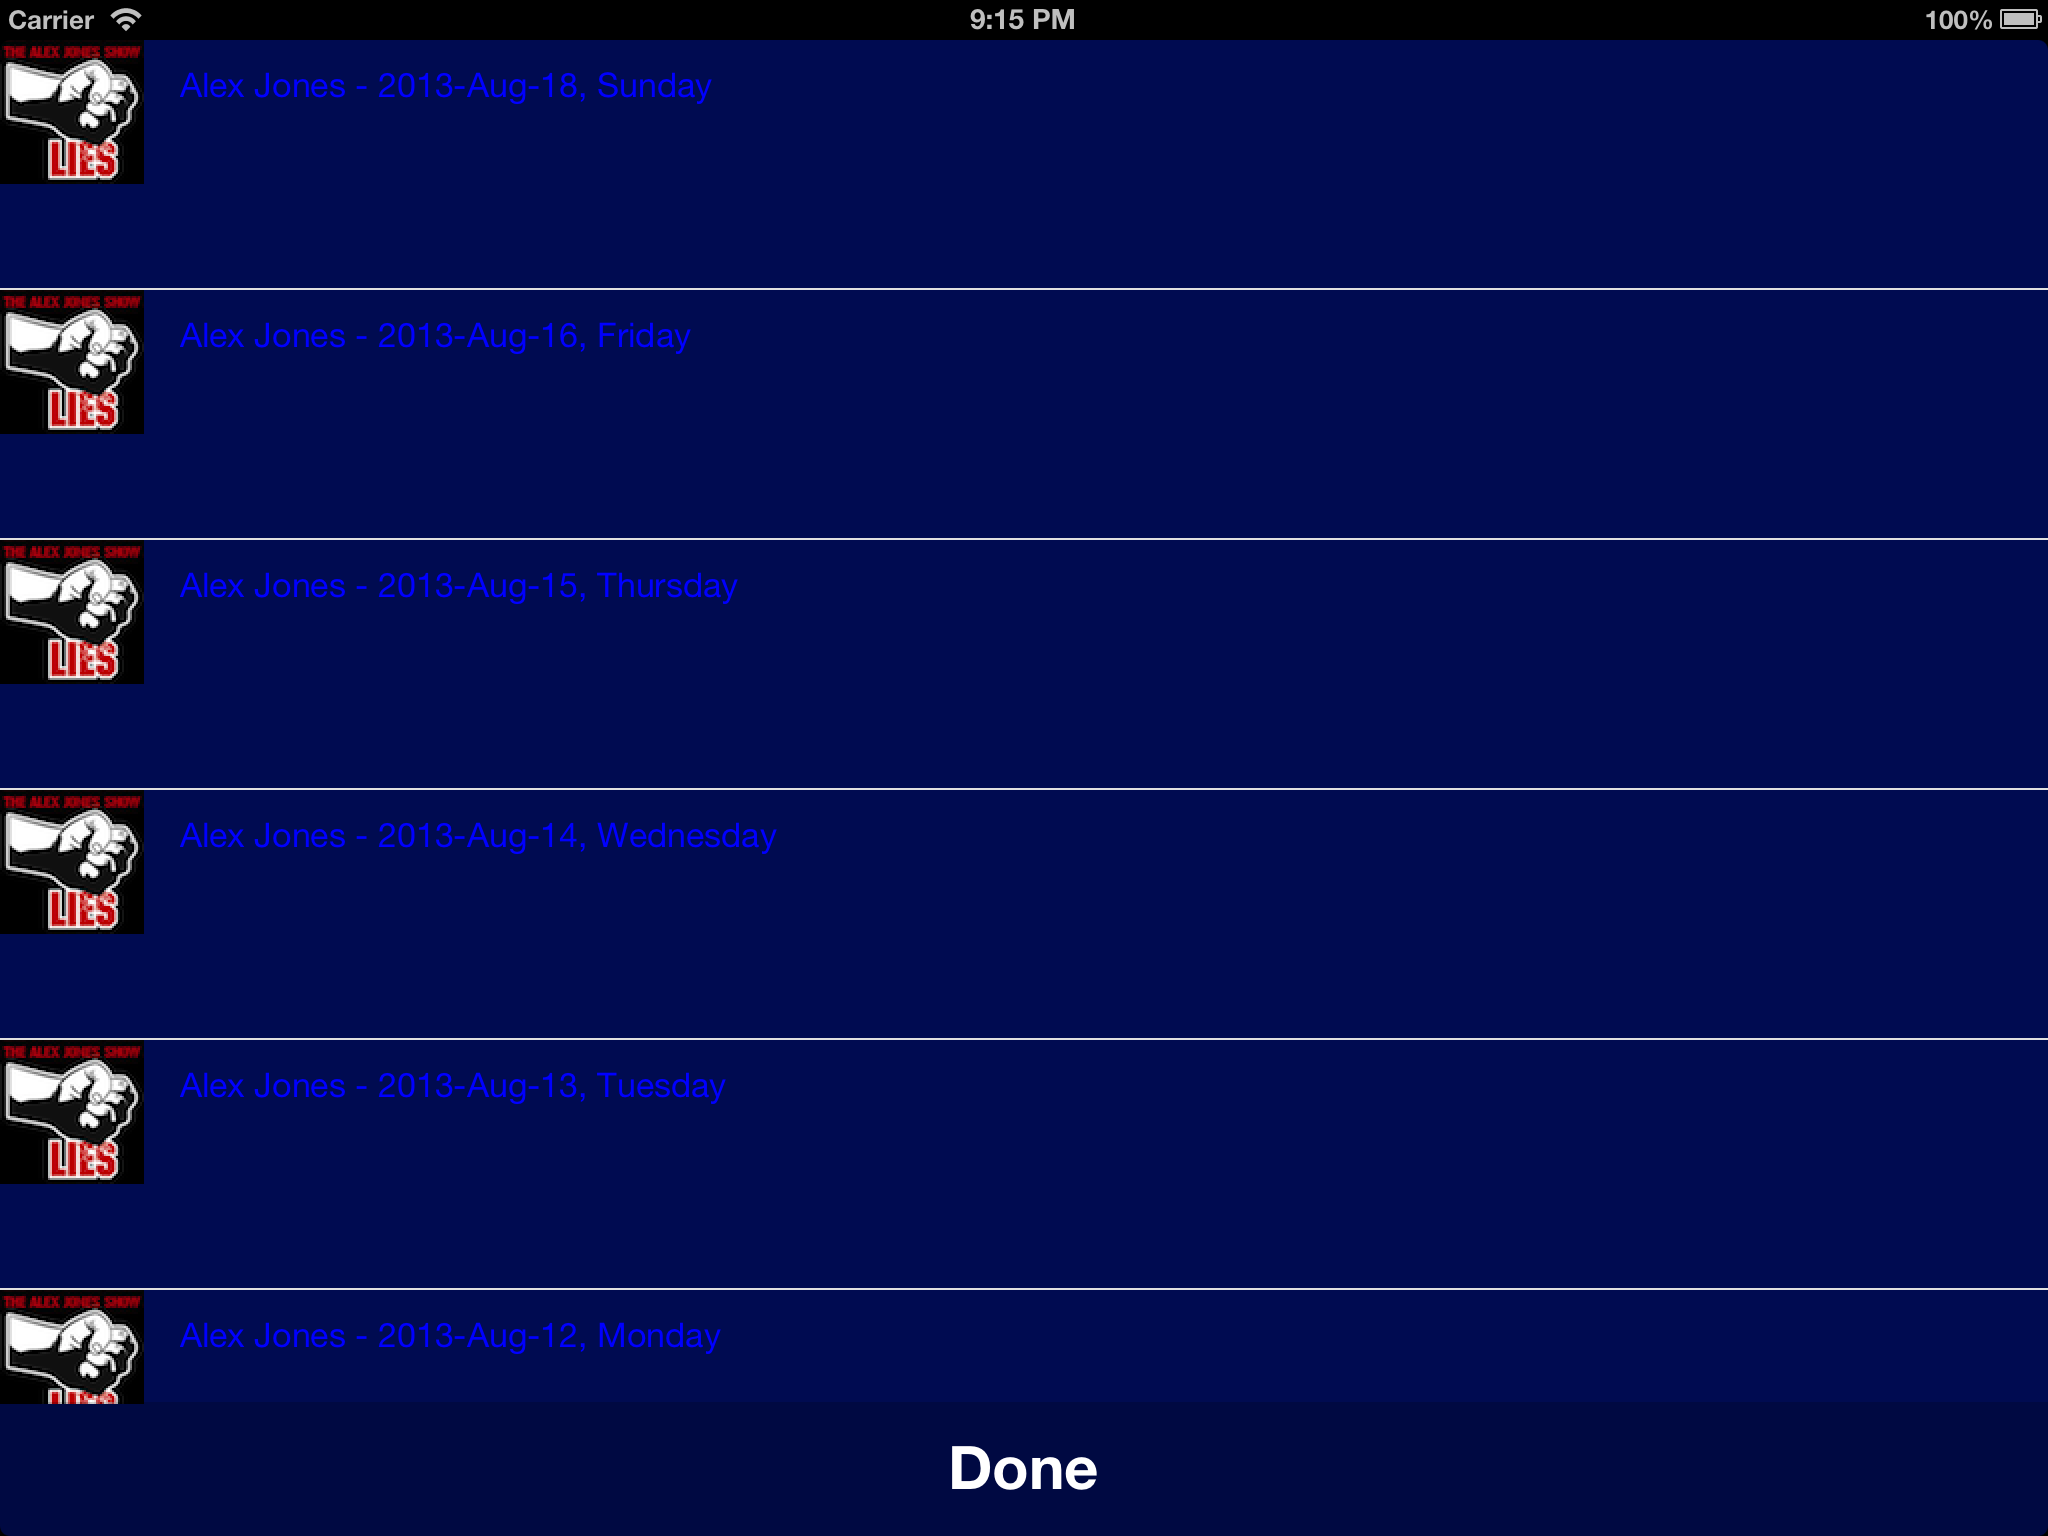 Carrier 9:15 PM 100%
THE ALEX JONES SHOW
LIES
Alex Jones - 2013-Aug-18, Sunday
THE ALEX JONES SHOW
LIES
Alex Jones - 2013-Aug-16, Friday
THE ALEX JONES SHOW
LIES
Alex Jones - 2013-Aug-15, Thursday
THE ALEX JONES SHOW
LIES
Alex Jones - 2013-Aug-14, Wednesday
THE ALEX JONES SHOW
LIES
Alex Jones - 2013-Aug-13, Tuesday
THE ALEX JONES SHOW
LIES
Alex Jones - 2013-Aug-12, Monday
Done